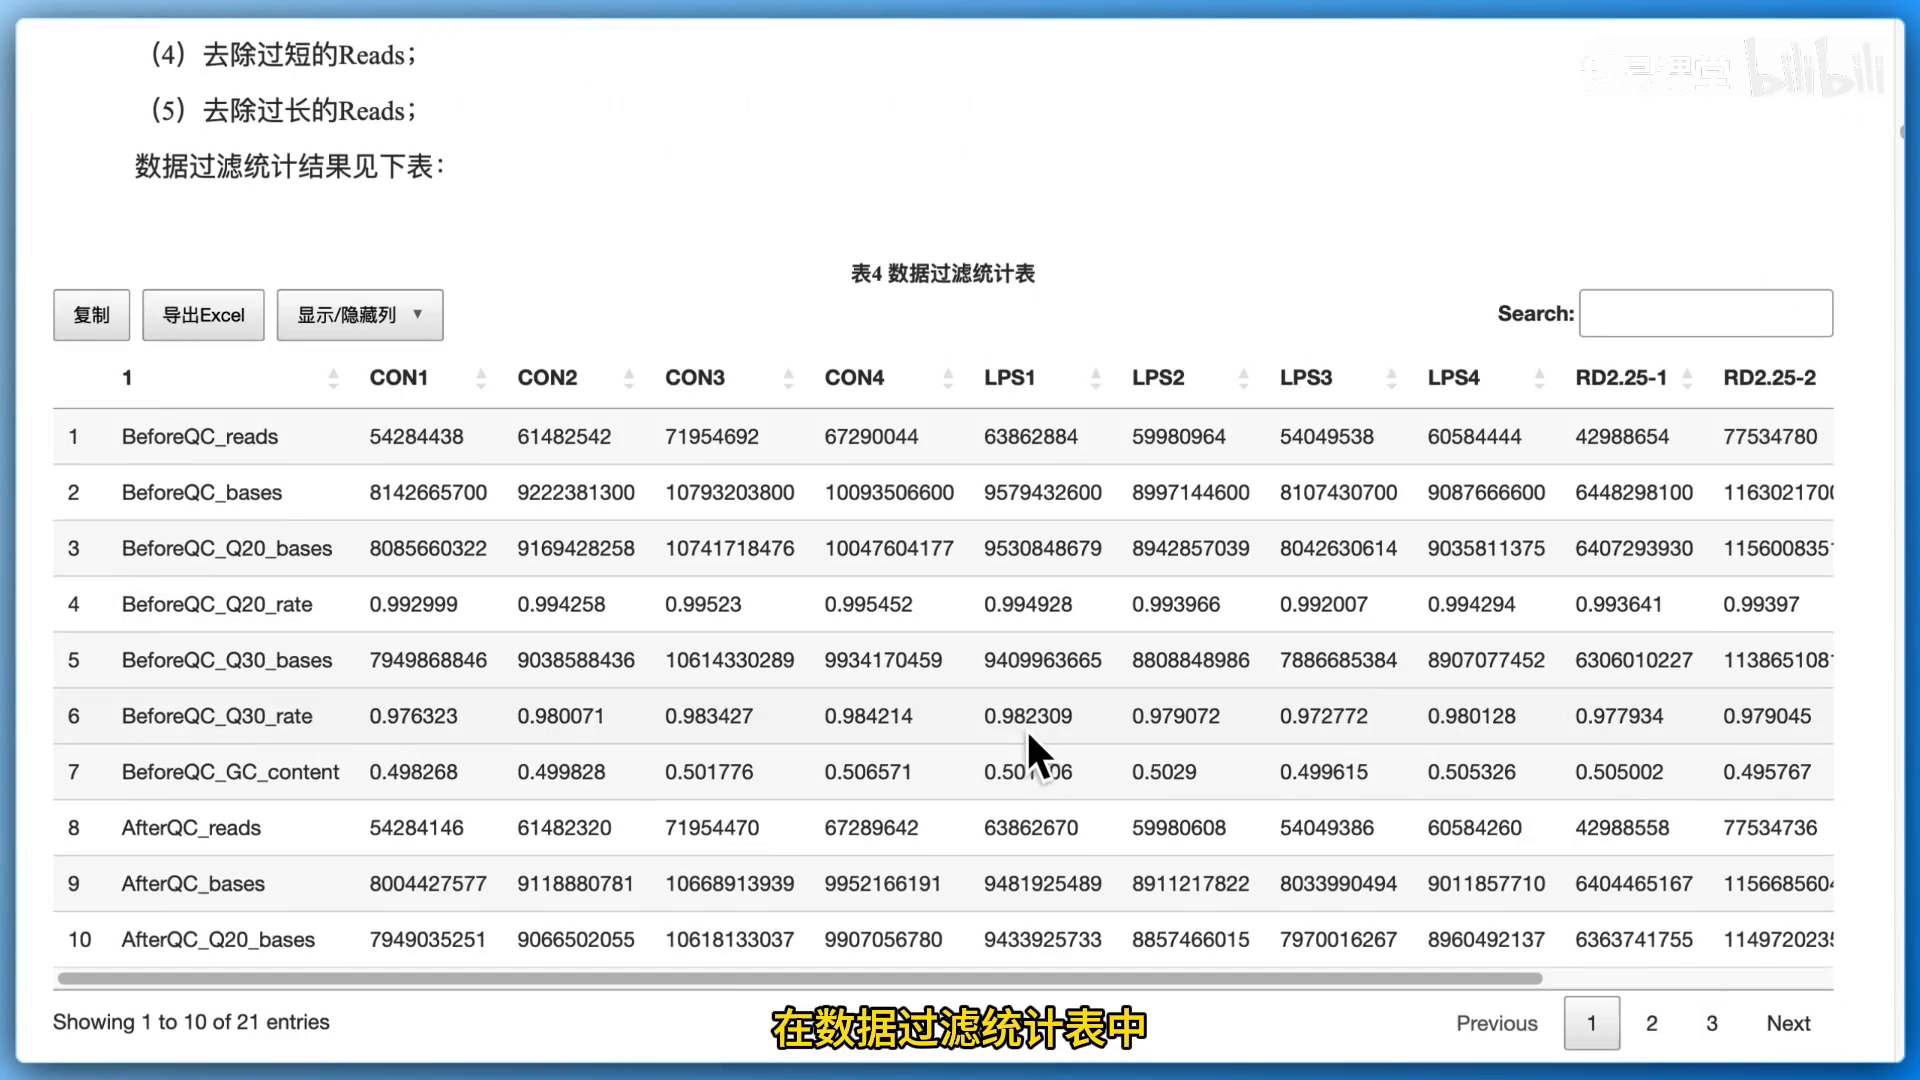 （4）去除过短的Reads；
（5）去除过长的Reads；
数据过滤统计结果见下表：
bilibili
表4 数据过滤统计表
复制 导出Excel 显示/隐藏列 ▼ Search:
1 CON1 CON2 CON3 CON4 LPS1 LPS2 LPS3 LPS4 RD2.25-1 RD2.25-2
1 BeforeQC_reads 54284438 61482542 71954692 67290044 63862884 59980964 54049538 60584444 42988654 77534780
2 BeforeQC_bases 8142665700 9222381300 10793203800 10093506600 9579432600 8997144600 8107430700 9087666600 6448298100 1163021700
3 BeforeQC_Q20_bases 8085660322 9169428258 10741718476 10047604177 9530848679 8942857039 8042630614 9035811375 6407293930 115600835
4 BeforeQC_Q20_rate 0.992999 0.994258 0.99523 0.995452 0.994928 0.993966 0.992007 0.994294 0.993641 0.99397
5 BeforeQC_Q30_bases 7949868846 9038588436 10614330289 9934170459 9409963665 8808848986 7886685384 8907077452 6306010227 113865108
6 BeforeQC_Q30_rate 0.976323 0.980071 0.983427 0.984214 0.982309 0.979072 0.972772 0.980128 0.977934 0.979045
7 BeforeQC_GC_content 0.498268 0.499828 0.501776 0.506571 0.5029 0.499615 0.505326 0.505002 0.495767
8 AfterQC_reads 54284146 61482320 71954470 67289642 63862670 59980608 54049386 60584260 42988558 77534736
9 AfterQC_bases 8004427577 9118880781 10668913939 9952166191 9481925489 8911217822 8033990494 9011857710 6404465167 115668560
10 AfterQC_Q20_bases 7949035251 9066502055 10618133037 9907056780 9433925733 8857466015 7970016267 8960492137 6363741755 114972023
Showing 1 to 10 of 21 entries Previous 1 2 3 Next
在数据过滤统计表中